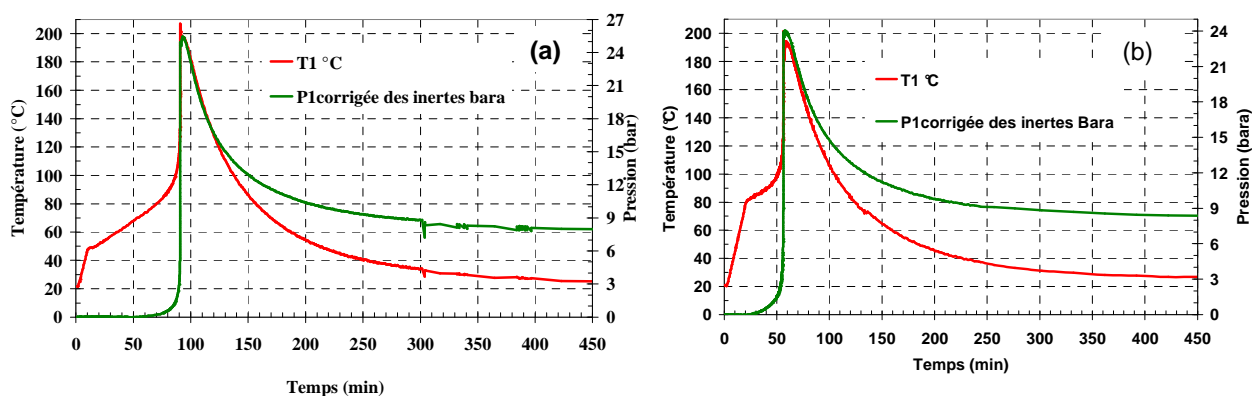 (a)
T1 °C
P1corrigée des inertes bara
Température (°C)
200
180
160
140
120
100
80
60
40
20
0
Pression (bar)
27
24
21
18
15
12
9
6
3
0
0 50 100 150 200 250 300 350 400 450
Temps (min)
(b)
T1 °C
P1corrigée des inertes Bara
Température (°C)
200
180
160
140
120
100
80
60
40
20
0
Pression (bara)
24
21
18
15
12
9
6
3
0
0 50 100 150 200 250 300 350 400 450
Temps (min)